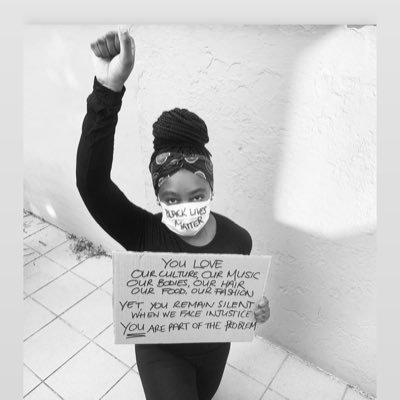 BLACK LIVES
MATTER
YOU LOVE
OUR CULTURE, OUR MUSIC
OUR BODIES, OUR HAIR
OUR FOOD, OUR FASHION
YET, YOU REMAIN SILENT
WHEN WE FACE INJUSTICE
YOU ARE PART OF THE PROBLEM